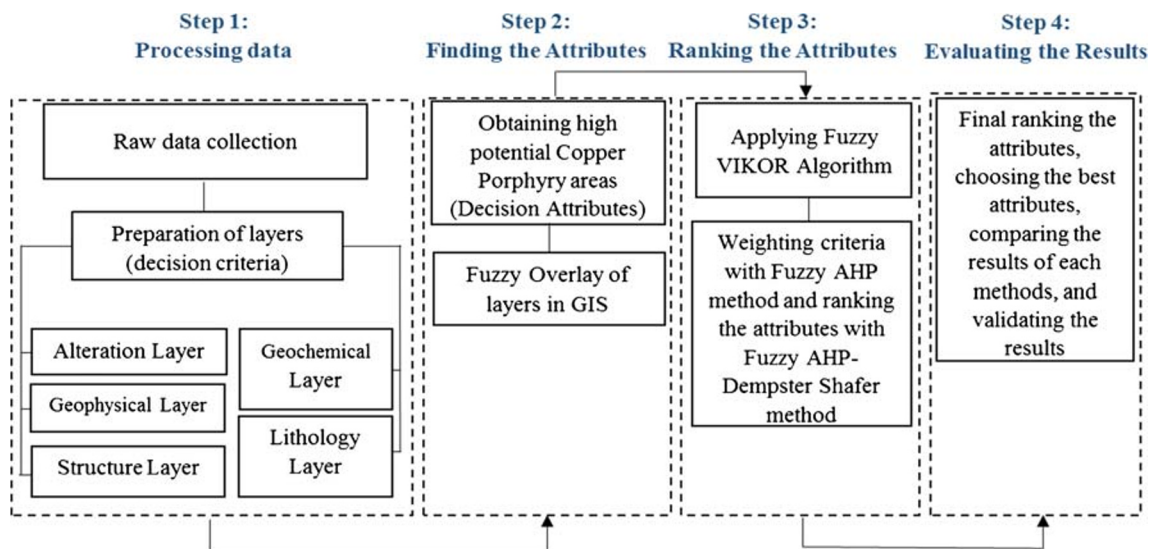 Step 1:
Processing data
Raw data collection
Preparation of layers
(decision criteria)
Alteration Layer
Geophysical Layer
Structure Layer
Geochemical
Layer
Lithology
Layer
Step 2:
Finding the Attributes
Obtaining high
potential Copper
Porphyry areas
(Decision Attributes)
Fuzzy Overlay of
layers in GIS
Step 3:
Ranking the Attributes
Applying Fuzzy
VIKOR Algorithm
Weighting criteria
with Fuzzy AHP
method and ranking
the attributes with
Fuzzy AHP-
Dempster Shafer
method
Step 4:
Evaluating the Results
Final ranking the
attributes,
choosing the best
attributes,
comparing the
results of each
methods, and
validating the
results